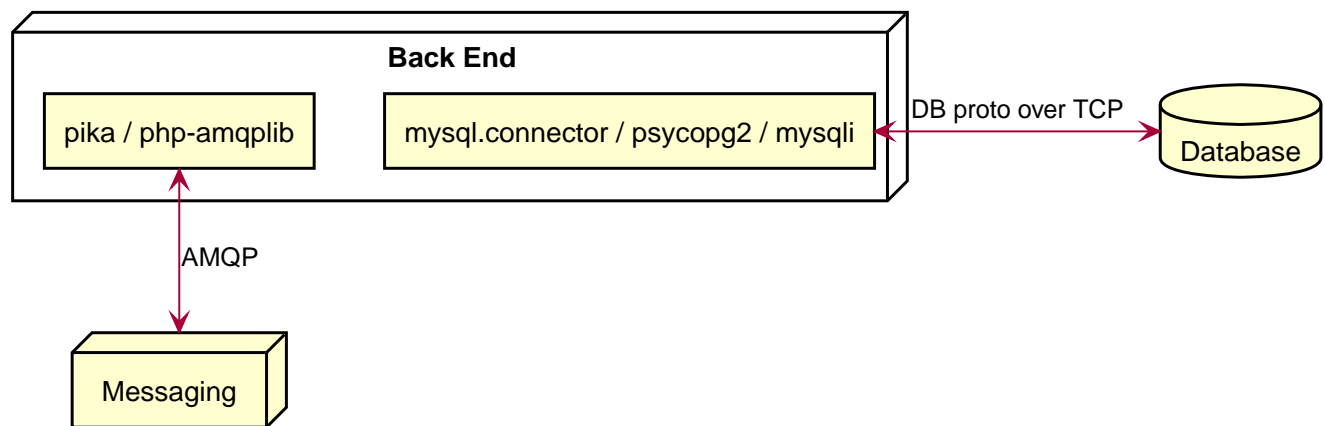 Back End
pika / php-amqplib
mysql.connector / psycopg2 / mysqli
DB proto over TCP
Database
AMQP
Messaging